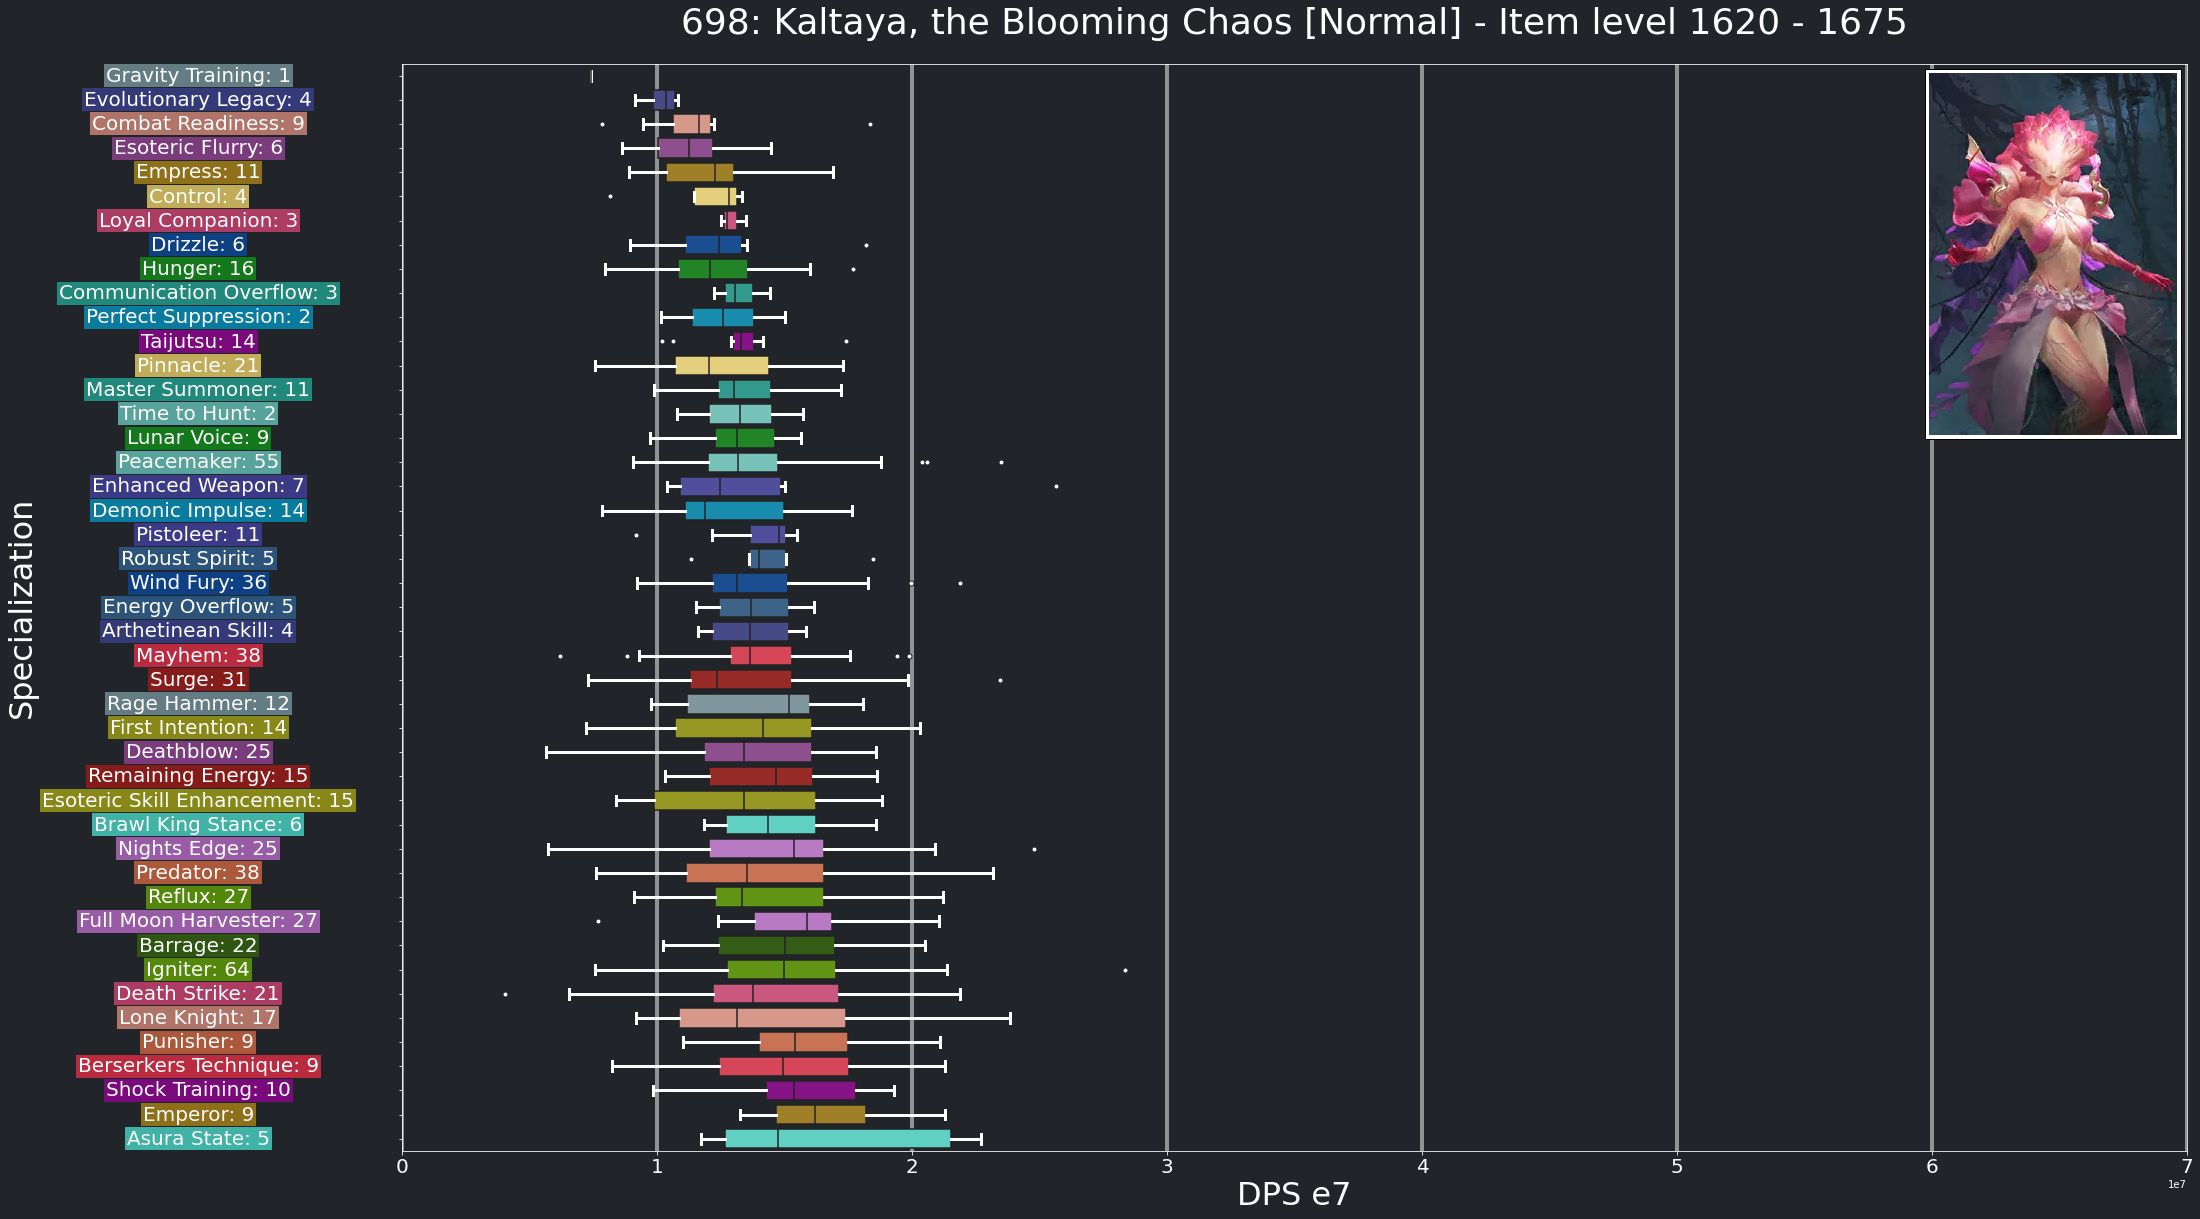 698: Kaltaya, the Blooming Chaos [Normal] - Item level 1620 - 1675
Specialization
Gravity Training: 1
Evolutionary Legacy: 4
Combat Readiness: 9
Esoteric Flurry: 6
Empress: 11
Control: 4
Loyal Companion: 3
Drizzle: 6
Hunger: 16
Communication Overflow: 3
Perfect Suppression: 2
Taijutsu: 14
Pinnacle: 21
Master Summoner: 11
Time to Hunt: 2
Lunar Voice: 9
Peacemaker: 55
Enhanced Weapon: 7
Demonic Impulse: 14
Pistoleer: 11
Robust Spirit: 5
Wind Fury: 36
Energy Overflow: 5
Arthetinean Skill: 4
Mayhem: 38
Surge: 31
Rage Hammer: 12
First Intention: 14
Deathblow: 25
Remaining Energy: 15
Esoteric Skill Enhancement: 15
Brawl King Stance: 6
Nights Edge: 25
Predator: 38
Reflux: 27
Full Moon Harvester: 27
Barrage: 22
Igniter: 64
Death Strike: 21
Lone Knight: 17
Punisher: 9
Berserkers Technique: 9
Shock Training: 10
Emperor: 9
Asura State: 5
0 1 2 3 4 5 6 7
1e7
DPS e7